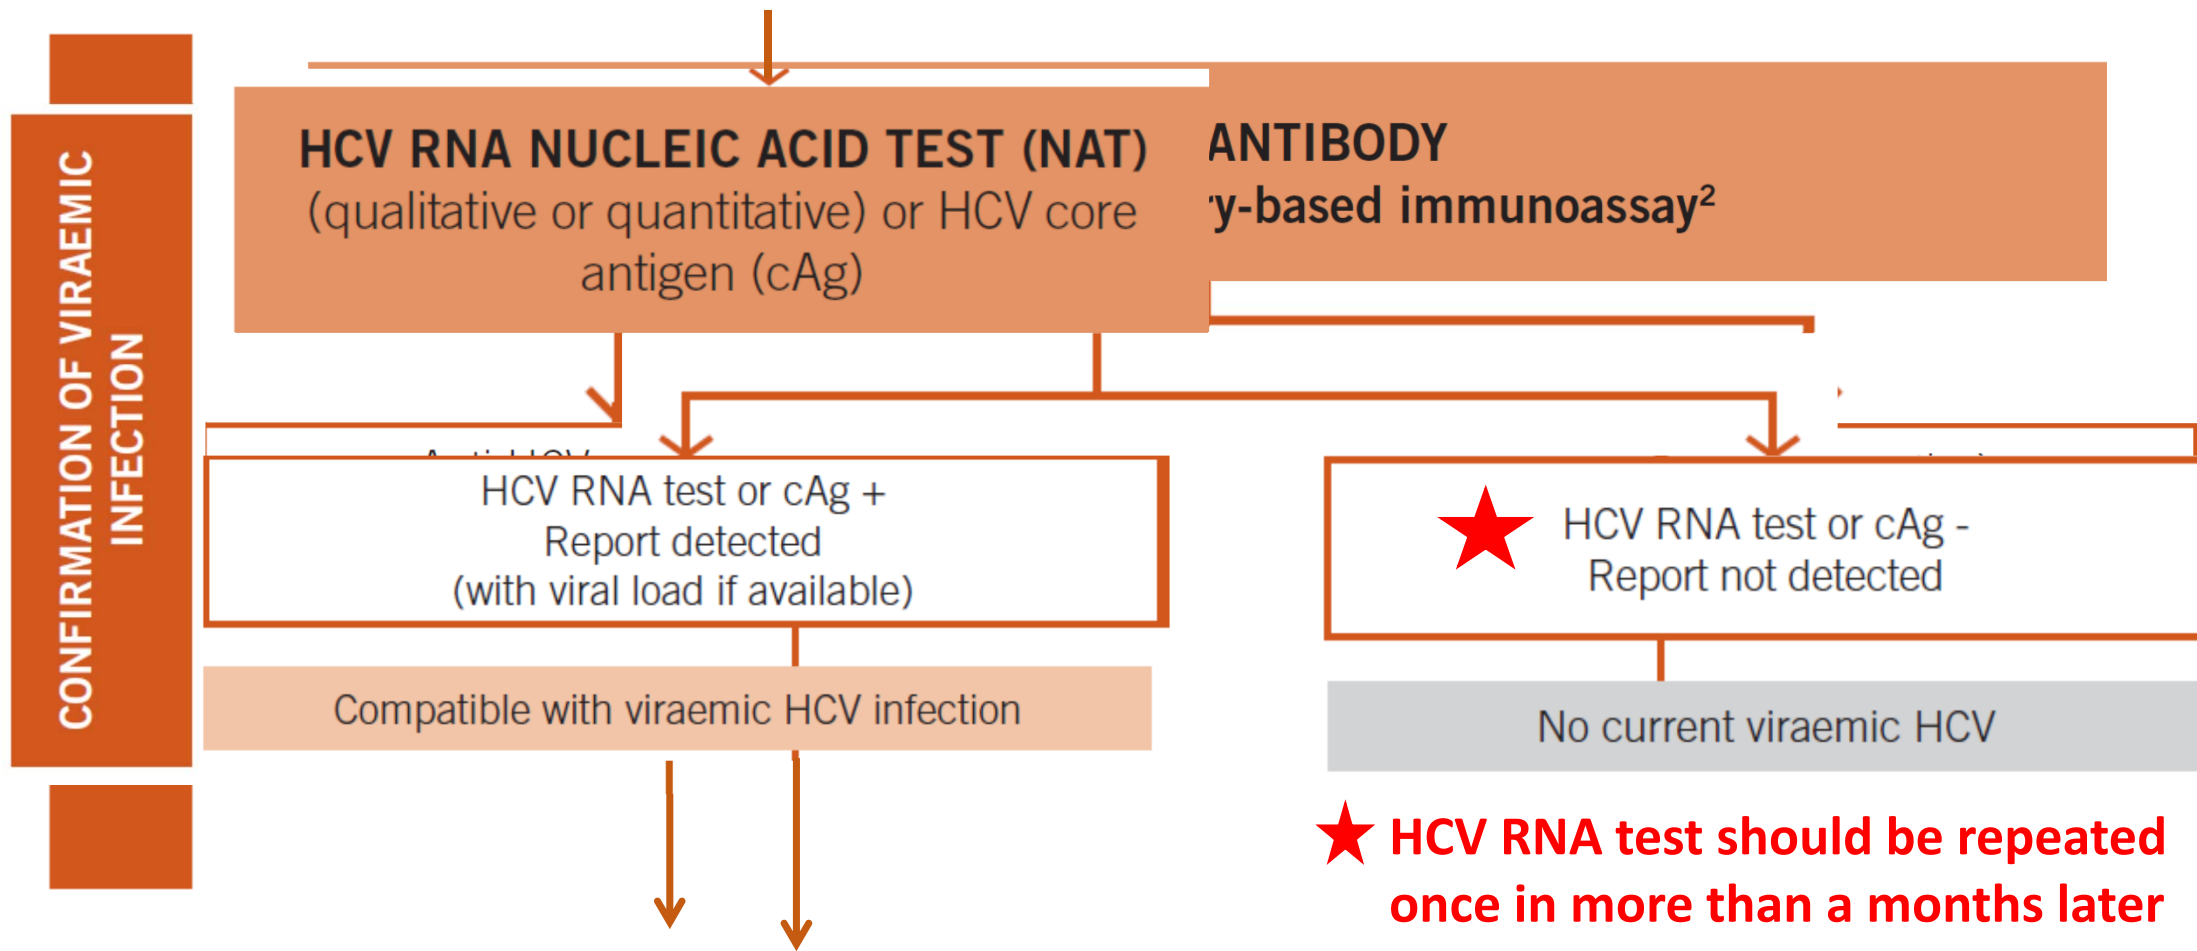 CONFIRMATION OF VIRAEMIC
INFECTION
HCV RNA NUCLEIC ACID TEST (NAT)
(qualitative or quantitative) or HCV core
antigen (cAg)
ANTIBODY
y-based immunoassay²
HCV RNA test or cAg +
Report detected
(with viral load if available)
HCV RNA test or cAg -
Report not detected
Compatible with viraemic HCV infection
No current viraemic HCV
HCV RNA test should be repeated
once in more than a months later